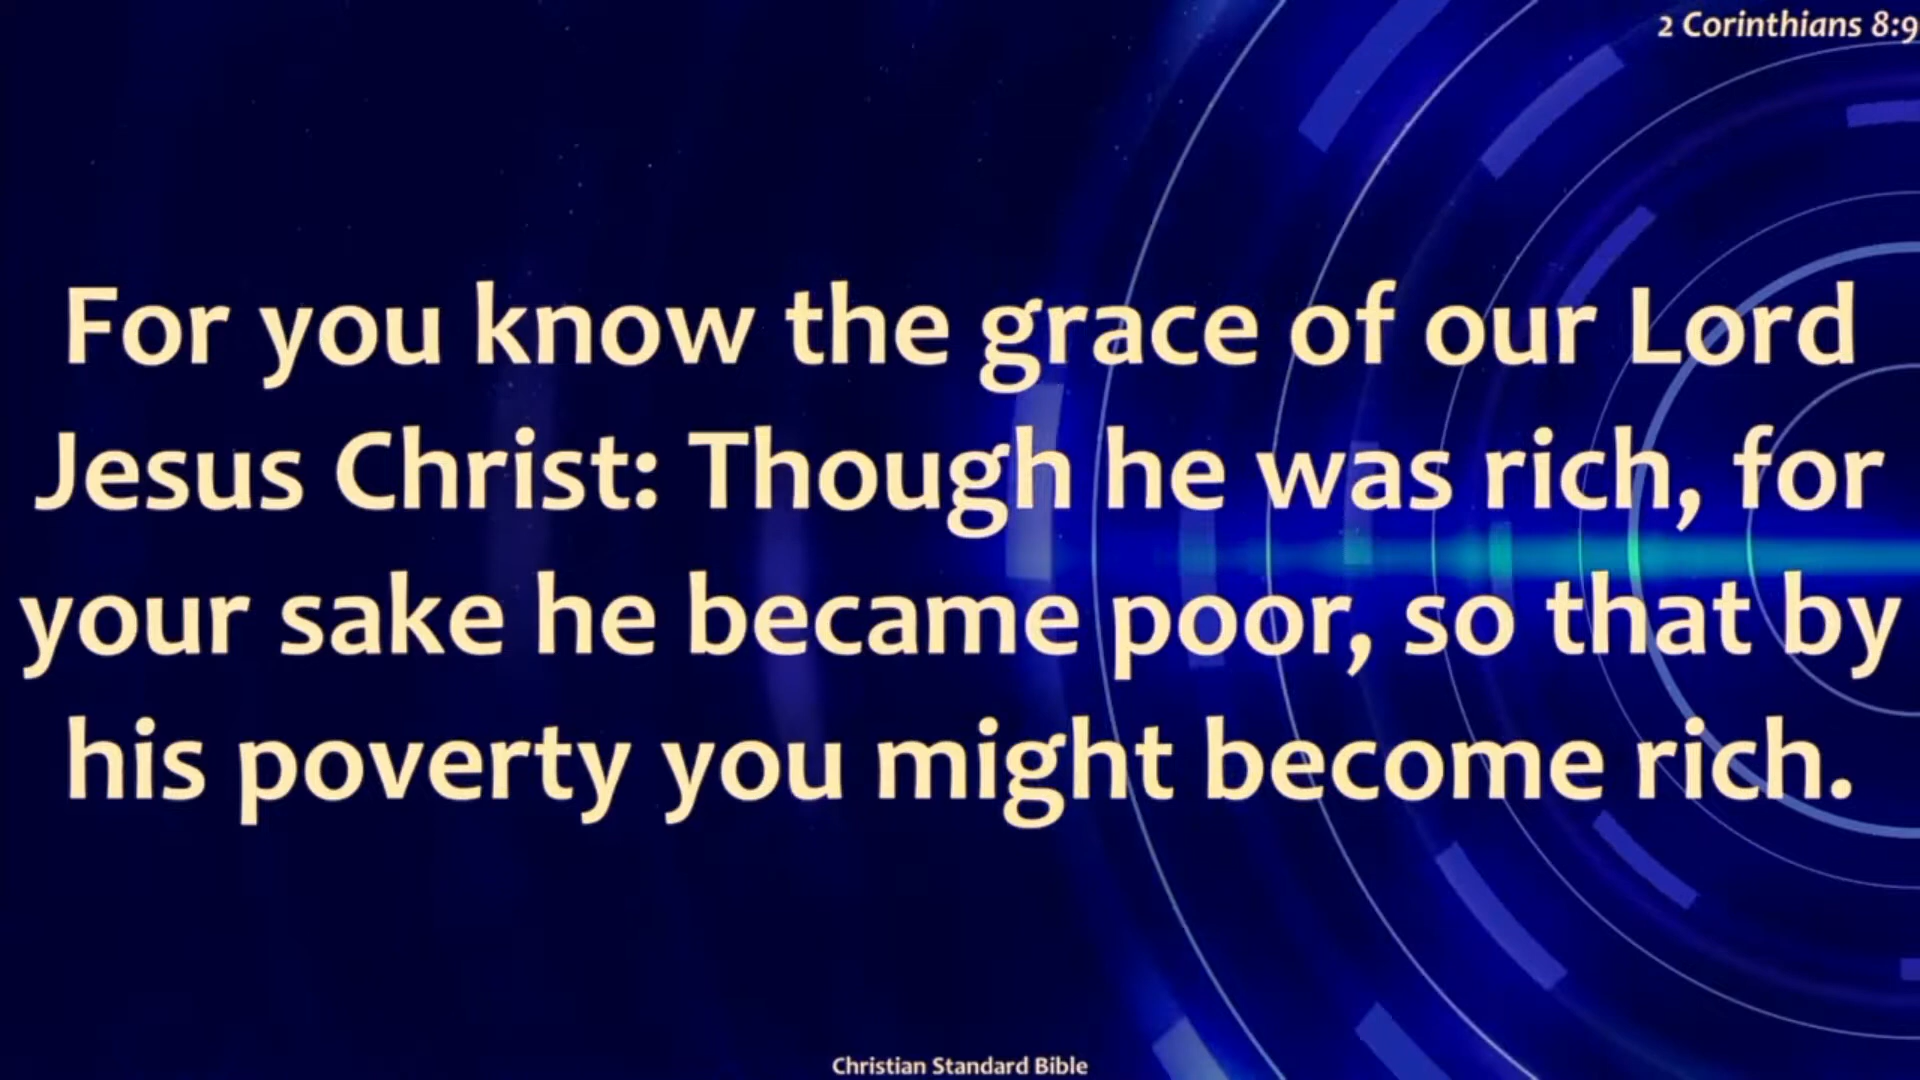 2 Corinthians 8:9
For you know the grace of our Lord
Jesus Christ: Though he was rich, for
your sake he became poor, so that by
his poverty you might become rich.
Christian Standard Bible